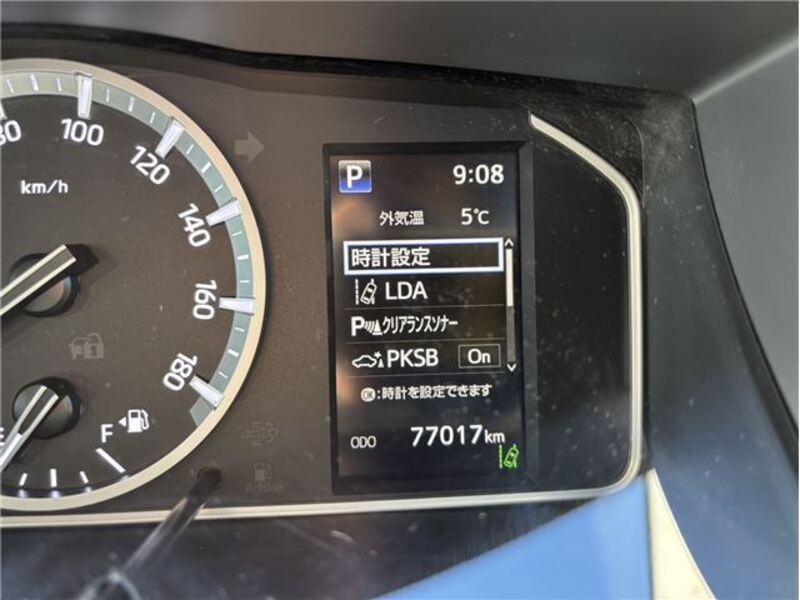 100
120
km/h
140
160
180
F
P 9:08
外気温 5℃
時計設定
LDA
Pクリアランスソナー
PKSB On
OK:時計を設定できます
ODO 77017km